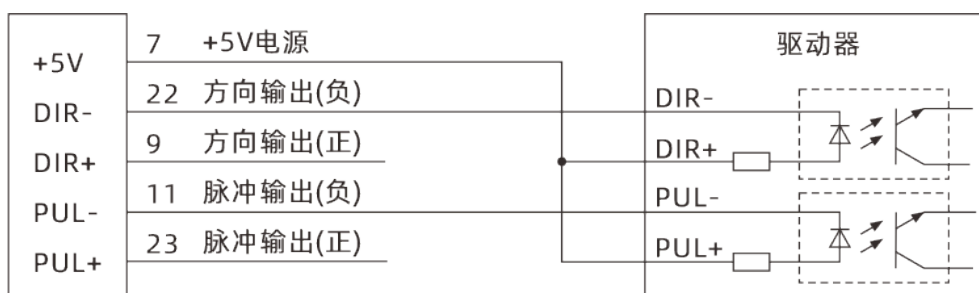 +5V 7 +5V电源 驱动器
DIR- 22 方向输出(负) DIR-
DIR+ 9 方向输出(正) DIR+
PUL- 11 脉冲输出(负) PUL-
PUL+ 23 脉冲输出(正) PUL+